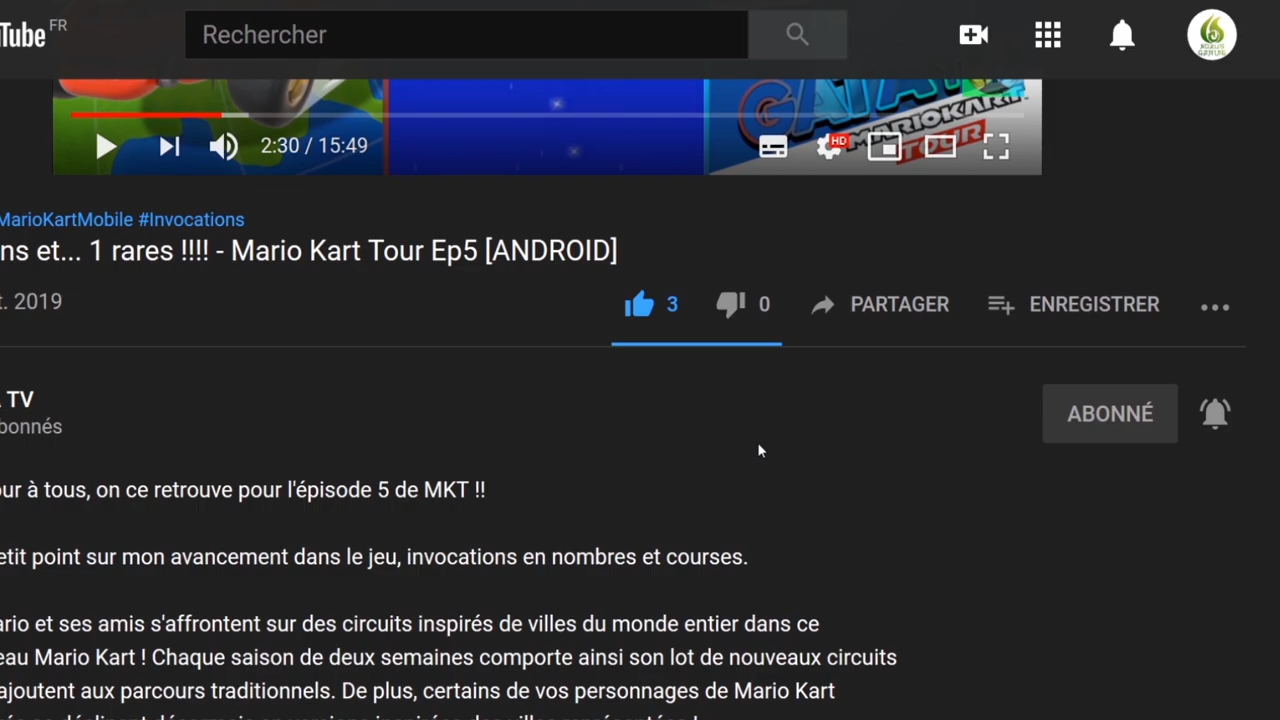 Tube FR
Rechercher
MARIOKART
TOUR
2:30 / 15:49
HD
MarioKartMobile #Invocations
ns et... 1 rares !!!! - Mario Kart Tour Ep5 [ANDROID]
t. 2019
3
0
PARTAGER
ENREGISTRER
TV
bonnés
ABONNÉ
ur à tous, on ce retrouve pour l'épisode 5 de MKT !!
etit point sur mon avancement dans le jeu, invocations en nombres et courses.
ario et ses amis s'affrontent sur des circuits inspirés de villes du monde entier dans ce
eau Mario Kart ! Chaque saison de deux semaines comporte ainsi son lot de nouveaux circuits
ajoutent aux parcours traditionnels. De plus, certains de vos personnages de Mario Kart